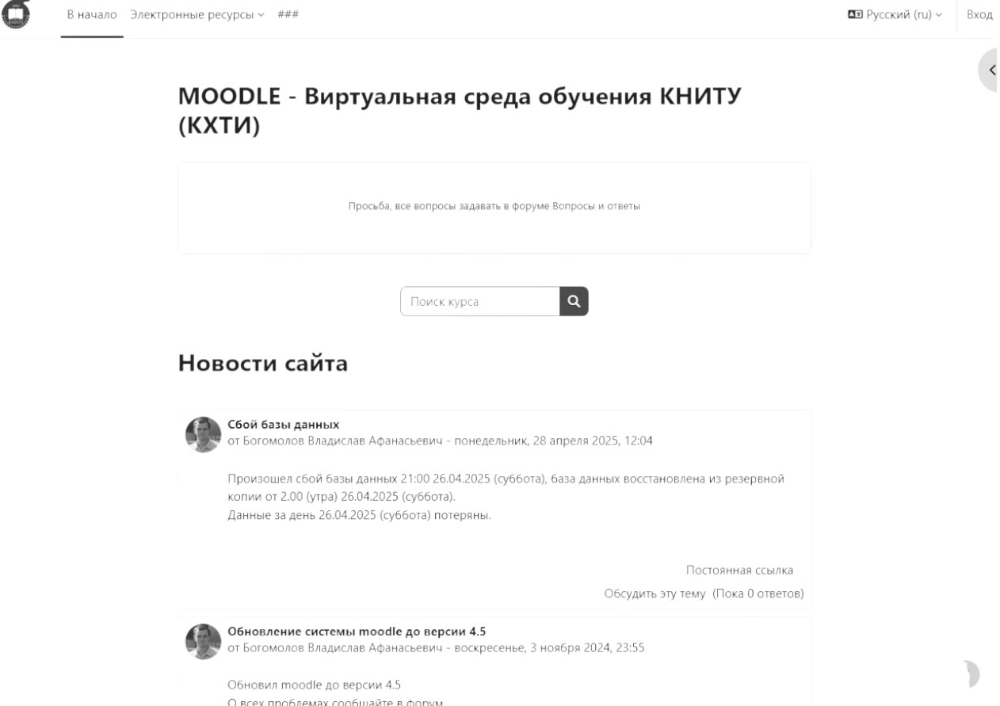 В начало Электронные ресурсы ### Русский (ru) Вход
MOODLE - Виртуальная среда обучения КНИТУ
(КХТИ)
Просьба, все вопросы задавать в форуме Вопросы и ответы
Поиск курса
Новости сайта
Сбой базы данных
от Богомолов Владислав Афанасьевич - понедельник, 28 апреля 2025, 12:04
Произошел сбой базы данных 21:00 26.04.2025 (суббота), база данных восстановлена из резервной
копии от 2.00 (утра) 26.04.2025 (суббота).
Данные за день 26.04.2025 (суббота) потеряны.
Постоянная ссылка
Обсудить эту тему (Пока 0 ответов)
Обновление системы moodle до версии 4.5
от Богомолов Владислав Афанасьевич - воскресенье, 3 ноября 2024, 23:55
Обновил moodle до версии 4.5
О всех проблемах сообщайте в форум